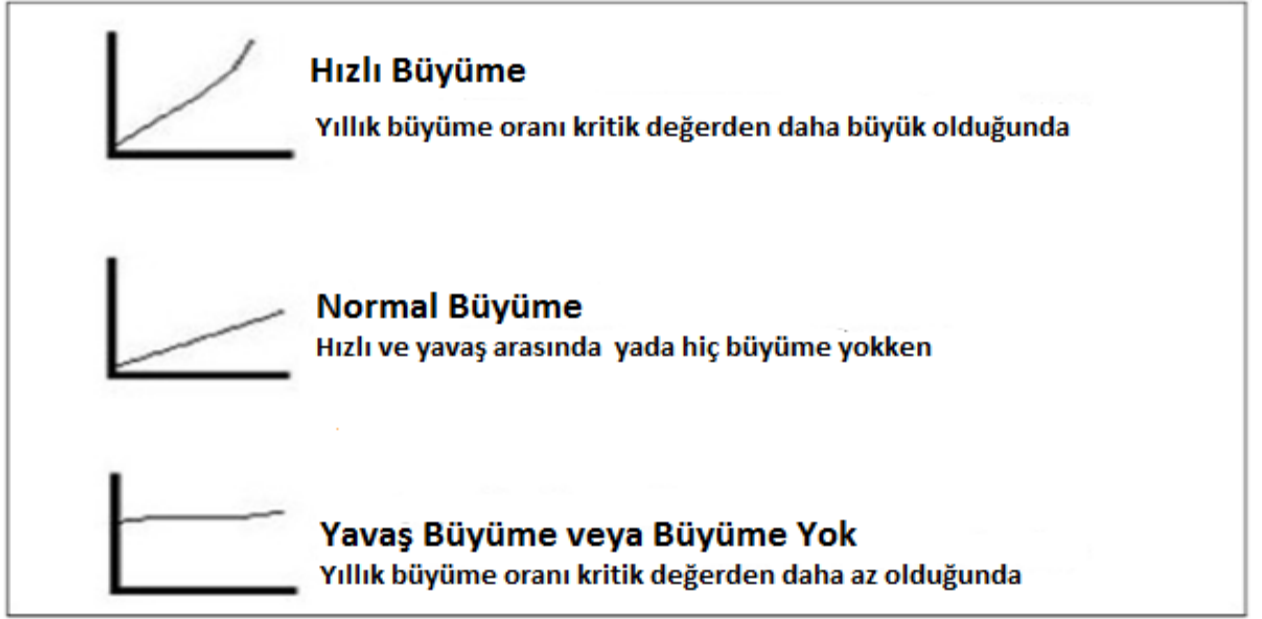 Hızlı Büyüme
Yıllık büyüme oranı kritik değerden daha büyük olduğunda
Normal Büyüme
Hızlı ve yavaş arasında yada hiç büyüme yokken
Yavaş Büyüme veya Büyüme Yok
Yıllık büyüme oranı kritik değerden daha az olduğunda